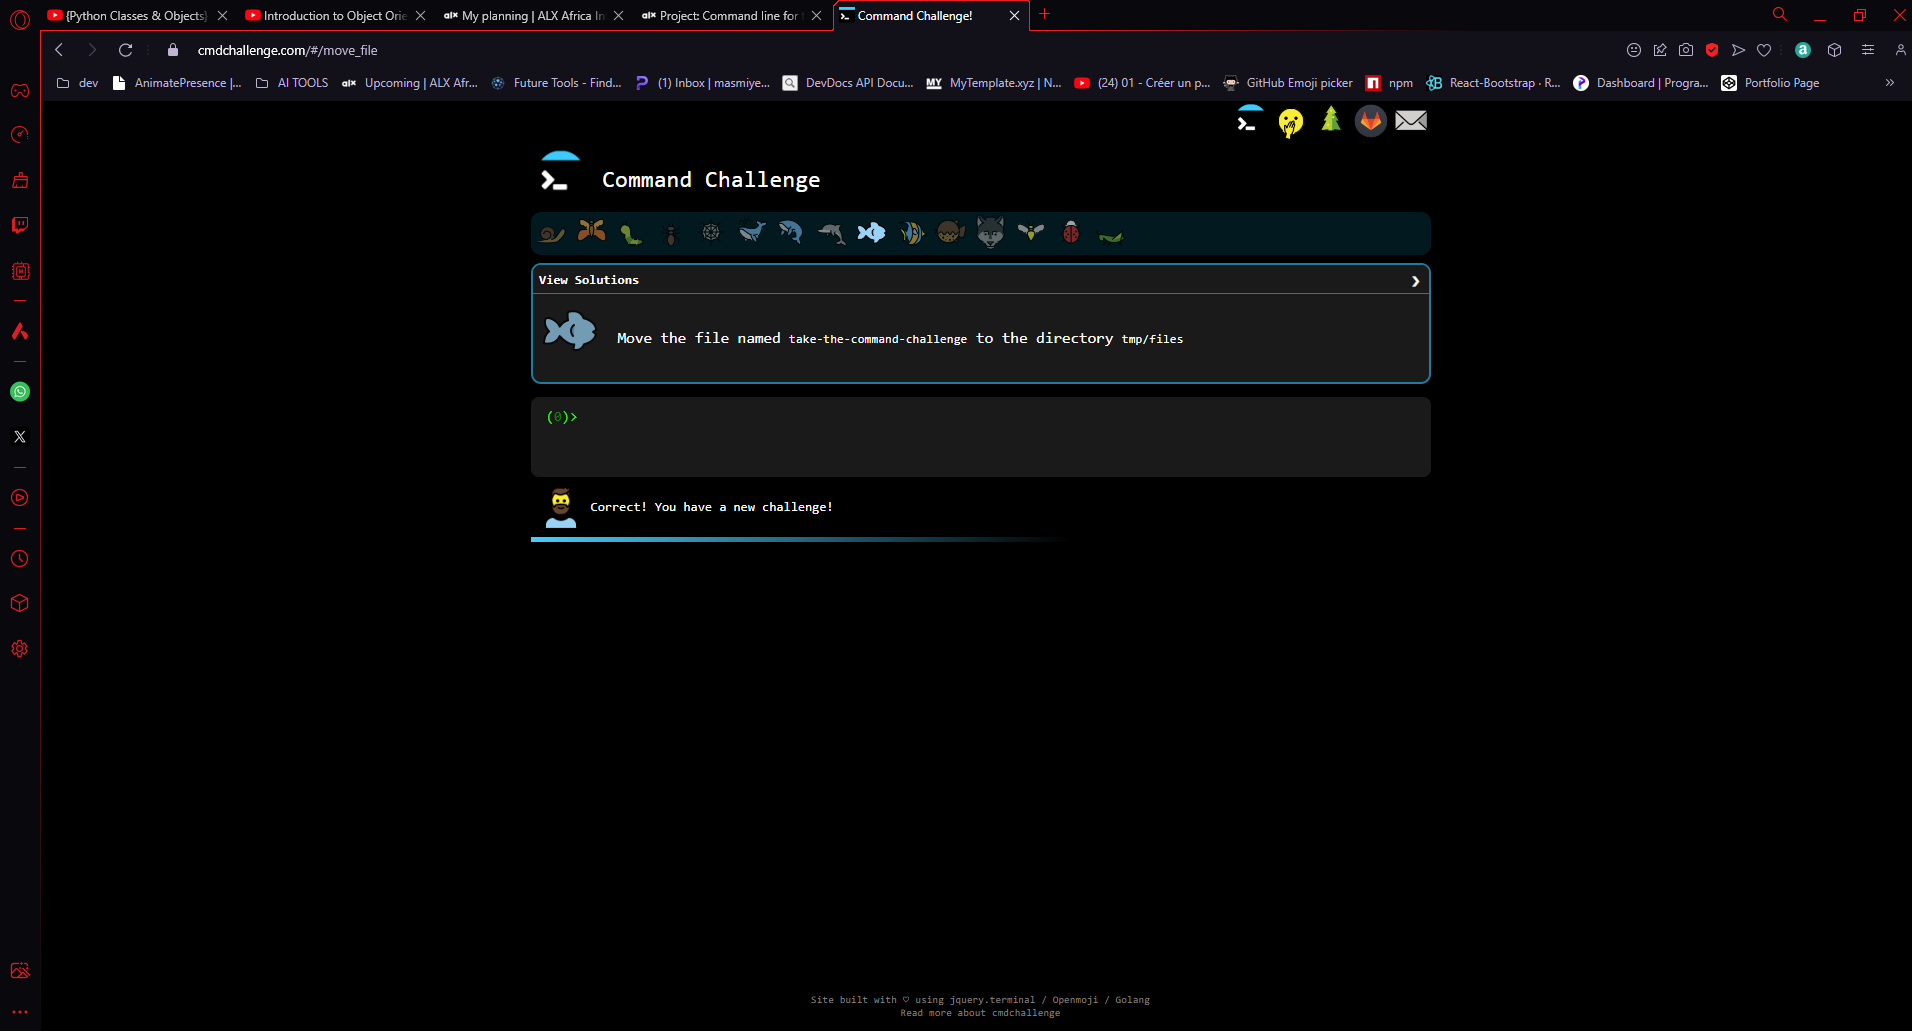 {Python Classes & Objects}
Introduction to Object Orie
alx My planning | ALX Africa In
alx Project: Command line for
Command Challenge!
cmdchallenge.com/#/move_file
dev
AnimatePresence |...
AI TOOLS
alx Upcoming | ALX Afr...
Future Tools - Find...
(1) Inbox | masmiye...
DevDocs API Docu...
MY MyTemplate.xyz | N...
(24) 01 - Créer un p...
GitHub Emoji picker
npm
React-Bootstrap · R...
Dashboard | Progra...
Portfolio Page
Command Challenge
View Solutions
Move the file named take-the-command-challenge to the directory tmp/files
(0)>
Correct! You have a new challenge!
Site built with ♡ using jquery.terminal / Openmoji / Golang
Read more about cmdchallenge